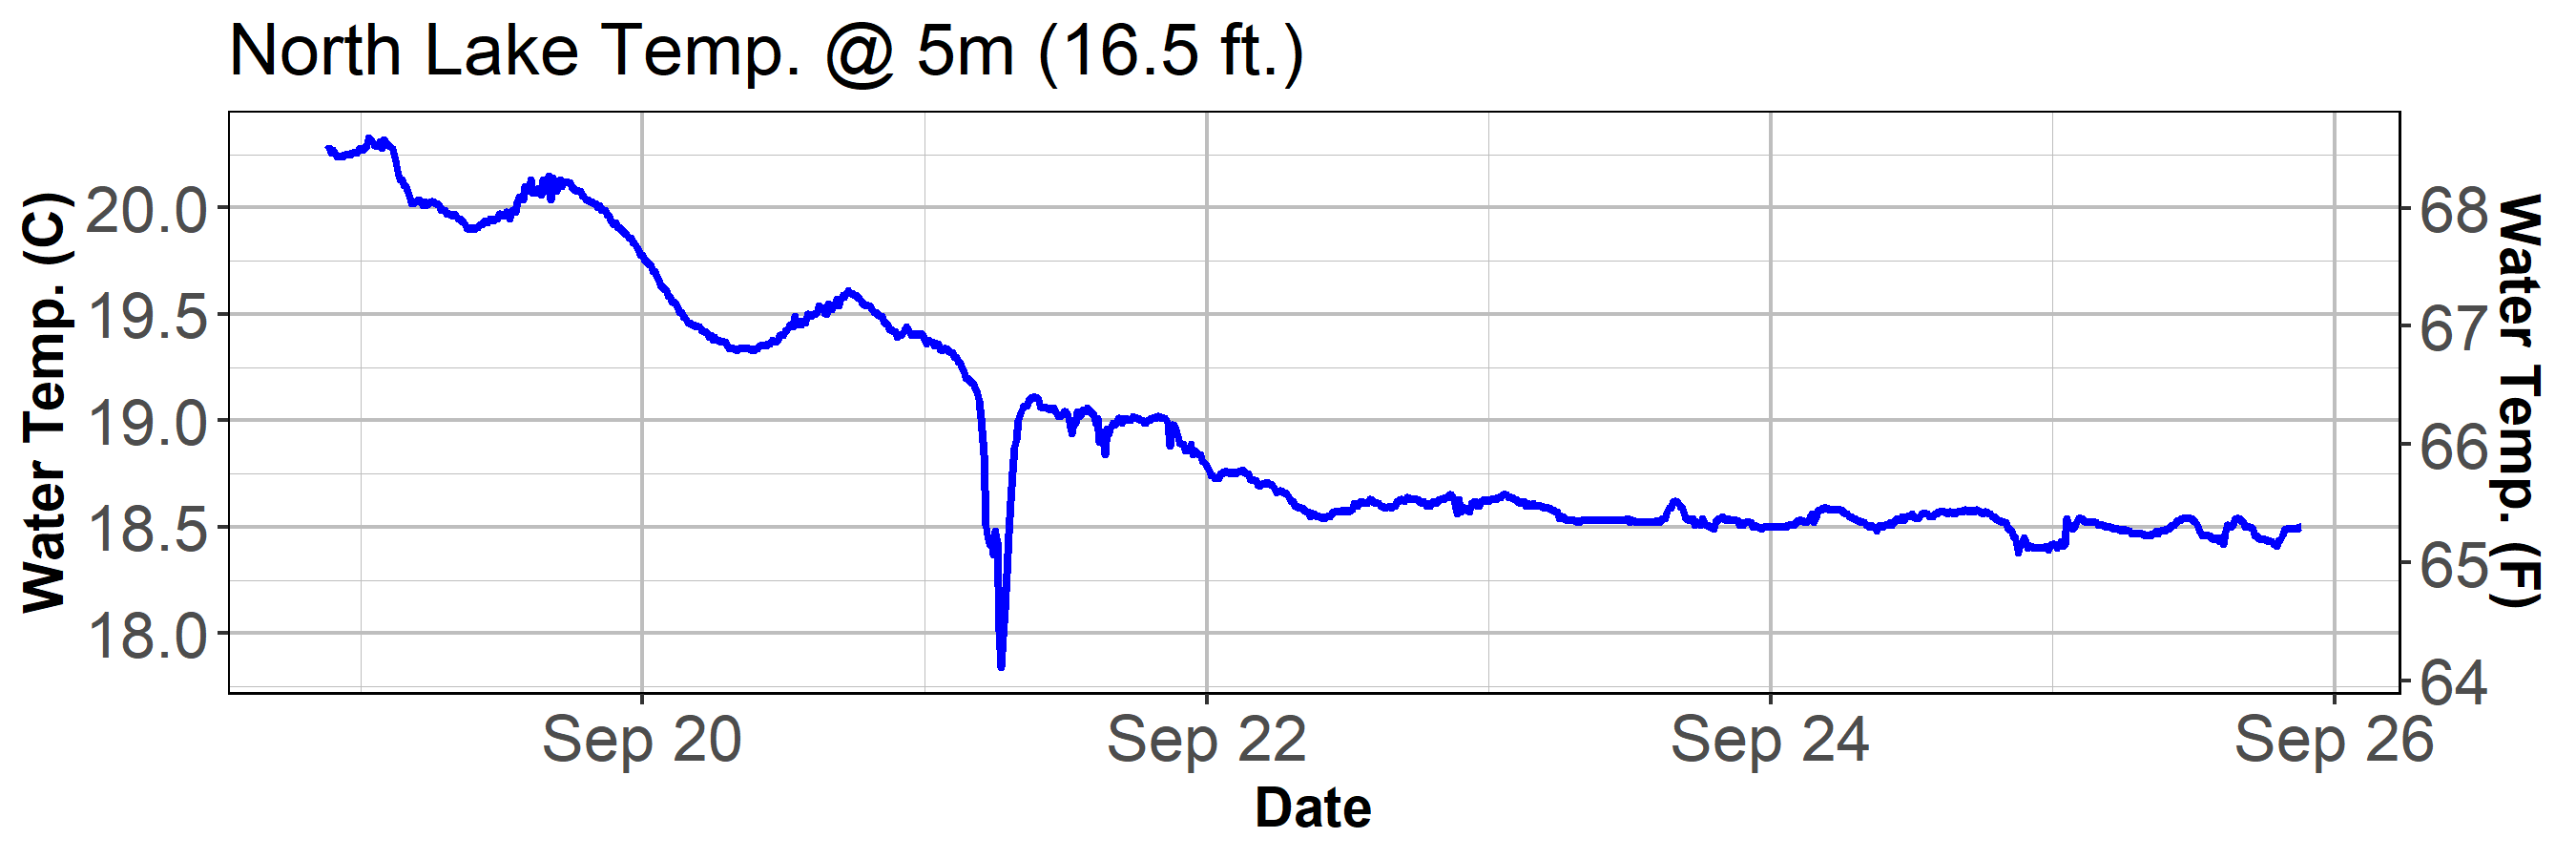 North Lake Temp. @ 5m (16.5 ft.)
Water Temp. (C)
20.0
19.5
19.0
18.5
18.0
68
67
66
65
64
Water Temp. (F)
Sep 20 Sep 22 Sep 24 Sep 26
Date